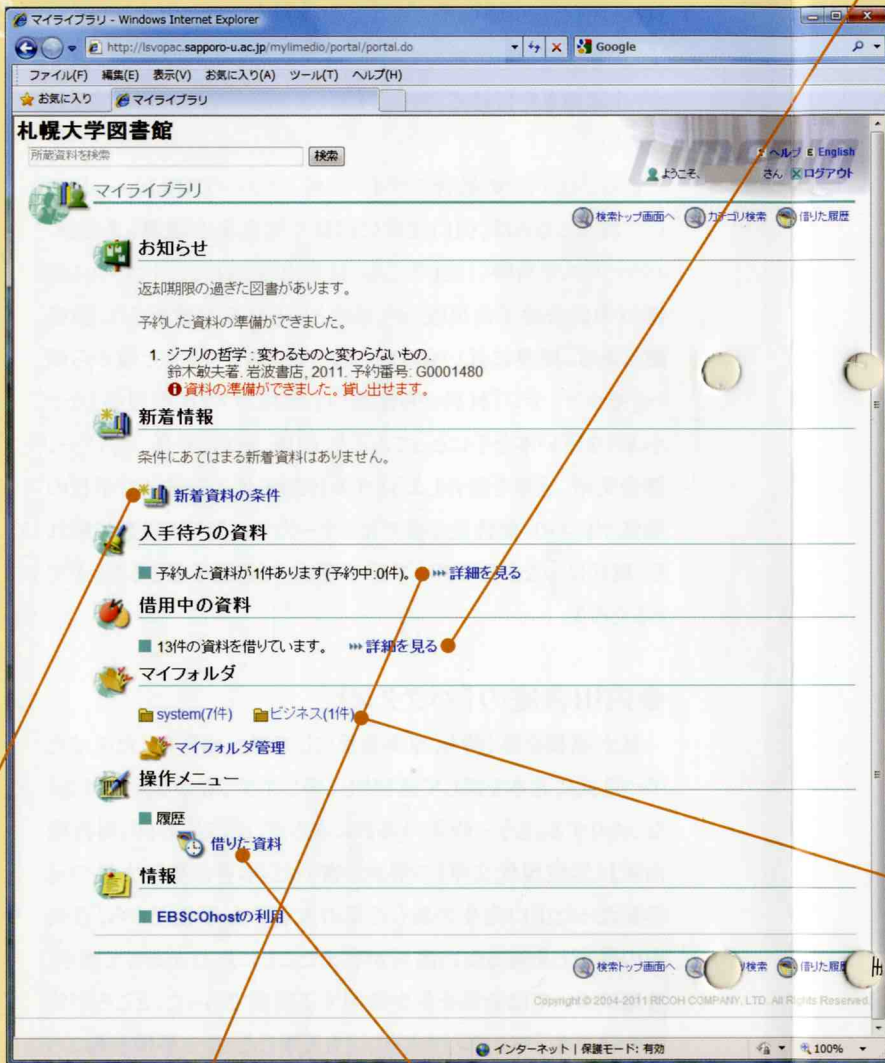 マイライブラリ - Windows Internet Explorer
http://lsvopac.sapporo-u.ac.jp/mylimedio/portal/portal.do
Google
ファイル(F) 編集(E) 表示(V) お気に入り(A) ツール(T) ヘルプ(H)
お気に入り マイライブラリ
札幌大学図書館
所蔵資料を検索 検索
ヘルプ English
ようこそ、 さん ログアウト
マイライブラリ
検索トップ画面へ カテゴリ検索 借りた履歴
お知らせ
返却期限の過ぎた図書があります。
予約した資料の準備ができました。
1. ジブリの哲学 : 変わるものと変わらないもの.
鈴木敏夫著. 岩波書店, 2011. 予約番号: G0001480
資料の準備ができました。貸し出せます。
新着情報
条件にあてはまる新着資料はありません。
新着資料の条件
入手待ちの資料
予約した資料が1件あります(予約中:0件)。 詳細を見る
借用中の資料
13件の資料を借りています。 詳細を見る
マイフォルダ
system(7件) ビジネス(1件)
マイフォルダ管理
操作メニュー
履歴
借りた資料
情報
EBSCOhostの利用
検索トップ画面へ 検索 借りた履歴
Copyright © 2004-2011 RICOH COMPANY, LTD. All Rights Reserved.
インターネット | 保護モード: 有効 100%